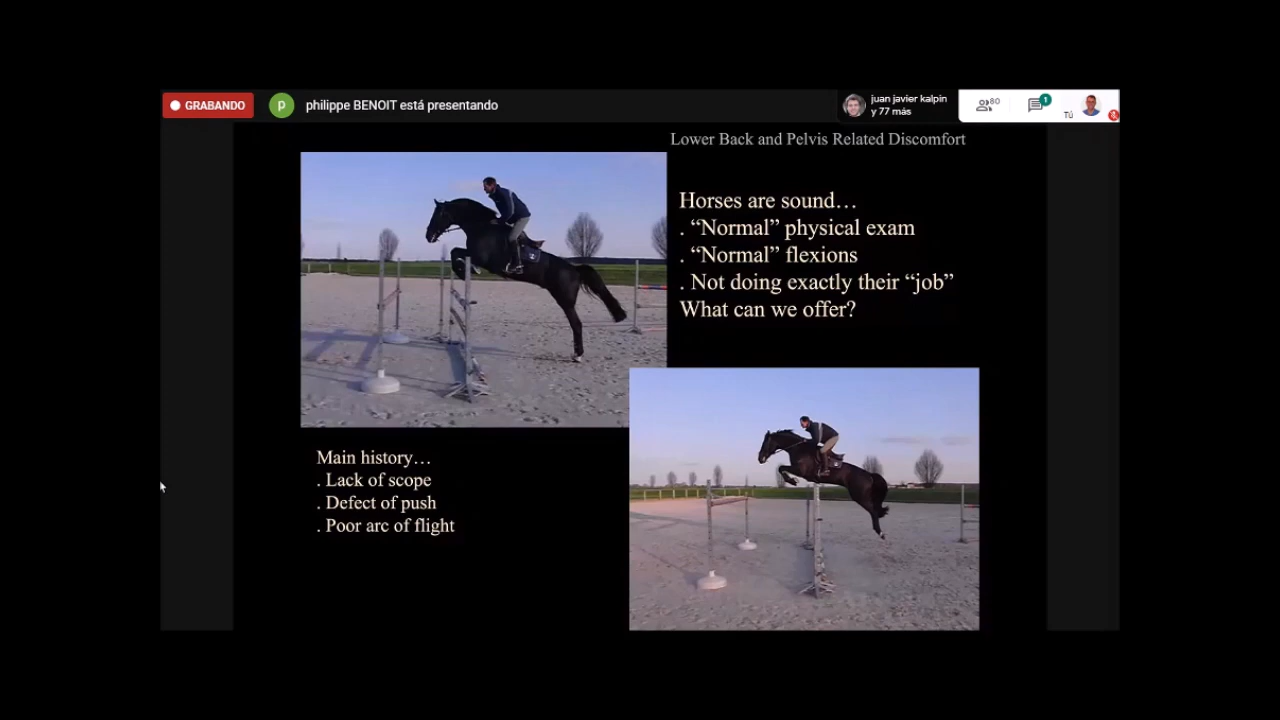 GRABANDO
p
philippe BENOIT está presentando
juan javier kalpin
y 77 más
80
1
Tú
Lower Back and Pelvis Related Discomfort
Horses are sound…
. “Normal” physical exam
. “Normal” flexions
. Not doing exactly their “job”
What can we offer?
Main history…
. Lack of scope
. Defect of push
. Poor arc of flight